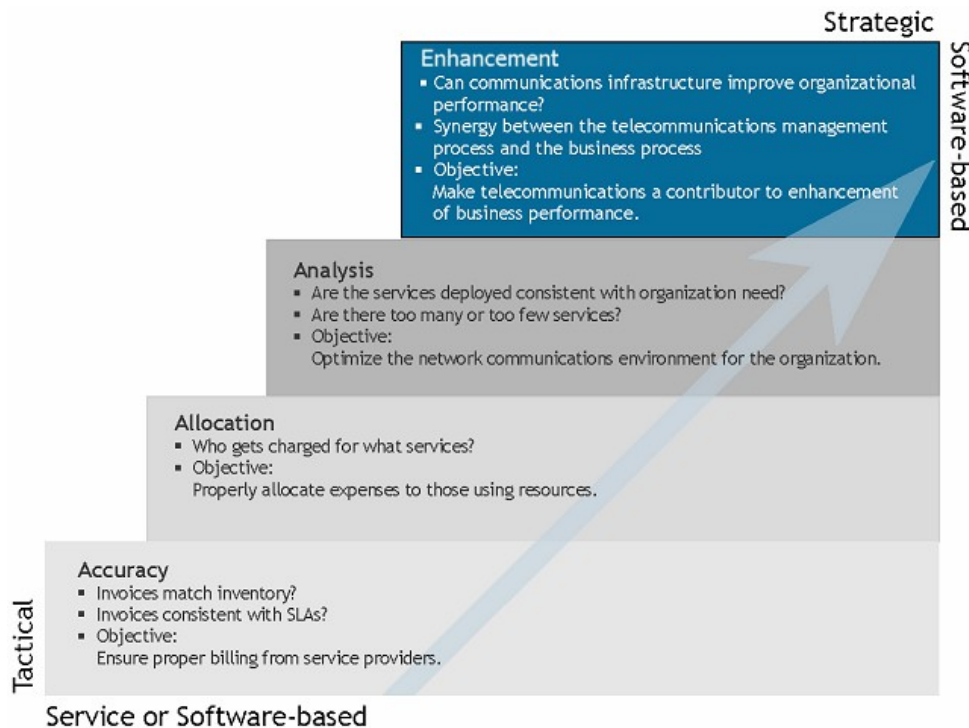 Strategic
Software-based
Enhancement
▪ Can communications infrastructure improve organizational
performance?
▪ Synergy between the telecommunications management
process and the business process
▪ Objective:
Make telecommunications a contributor to enhancement
of business performance.
Analysis
▪ Are the services deployed consistent with organization need?
▪ Are there too many or too few services?
▪ Objective:
Optimize the network communications environment for the organization.
Allocation
▪ Who gets charged for what services?
▪ Objective:
Properly allocate expenses to those using resources.
Accuracy
▪ Invoices match inventory?
▪ Invoices consistent with SLAs?
▪ Objective:
Ensure proper billing from service providers.
Tactical
Service or Software-based